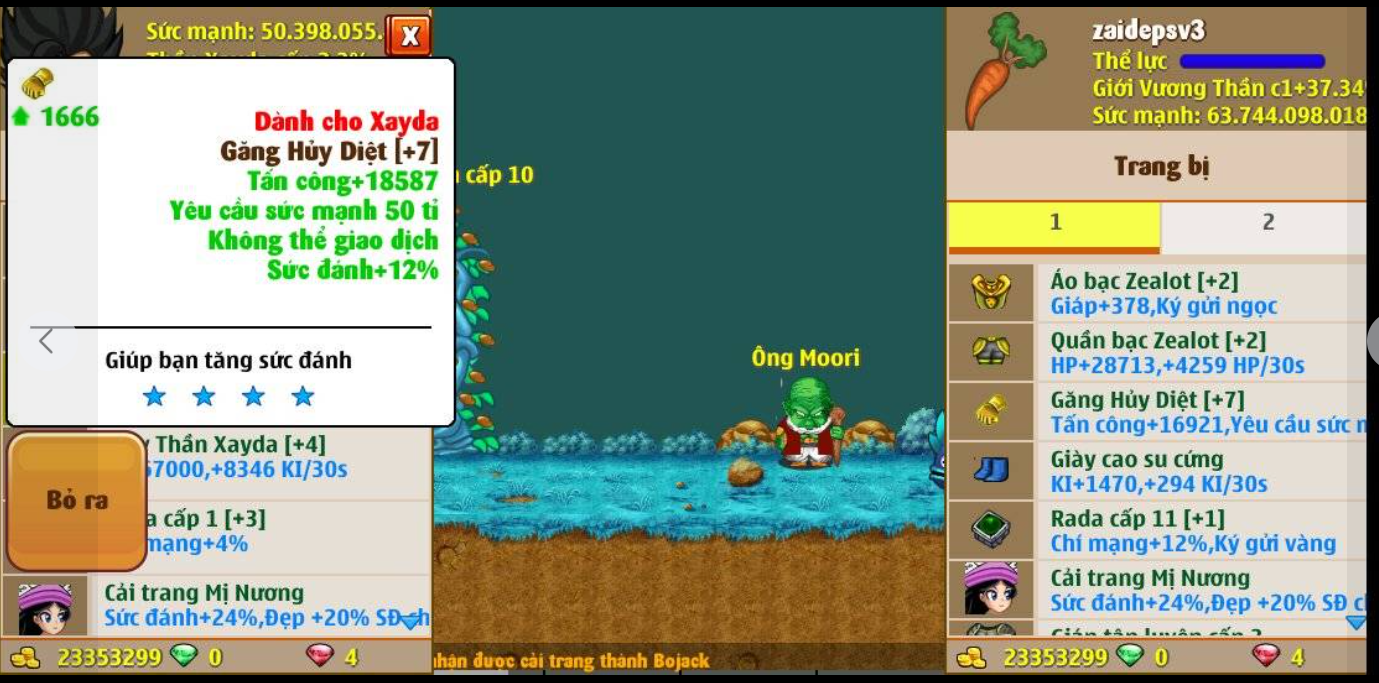 Sức mạnh: 50.398.055.
X
1666
Dành cho Xayda
Găng Hủy Diệt [+7]
Tấn công+18587
Yêu cầu sức mạnh 50 tỉ
Không thể giao dịch
Sức đánh+12%
Giúp bạn tăng sức đánh
Bỏ ra
Thần Xayda [+4]
7000,+8346 KI/30s
a cấp 1 [+3]
mạng+4%
Cải trang Mị Nương
Sức đánh+24%,Đẹp +20% SĐ ch
23353299 0 4
cấp 10
Ông Moori
nhận được cải trang thành Bojack
zaidepsv3
Thể lực
Giới Vương Thần c1+37.34
Sức mạnh: 63.744.098.018
Trang bị
1 2
Áo bạc Zealot [+2]
Giáp+378,Ký gửi ngọc
Quần bạc Zealot [+2]
HP+28713,+4259 HP/30s
Găng Hủy Diệt [+7]
Tấn công+16921,Yêu cầu sức
Giày cao su cứng
KI+1470,+294 KI/30s
Rada cấp 11 [+1]
Chí mạng+12%,Ký gửi vàng
Cải trang Mị Nương
Sức đánh+24%,Đẹp +20% SĐ c
23353299 0 4